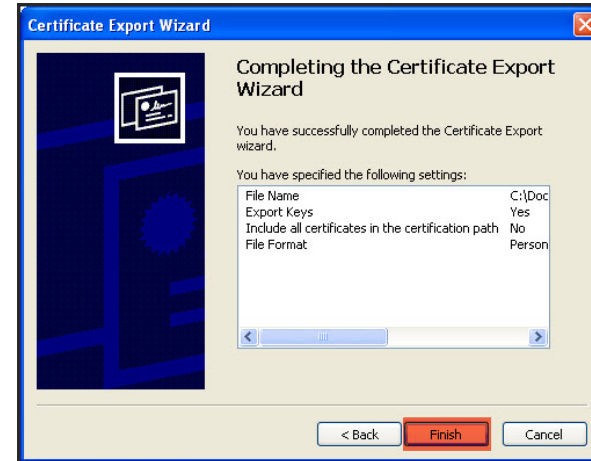 Certificate Export Wizard
Completing the Certificate Export
Wizard
You have successfully completed the Certificate Export
wizard.
You have specified the following settings:
File Name C:\Doc
Export Keys Yes
Include all certificates in the certification path No
File Format Person
< Back Finish Cancel